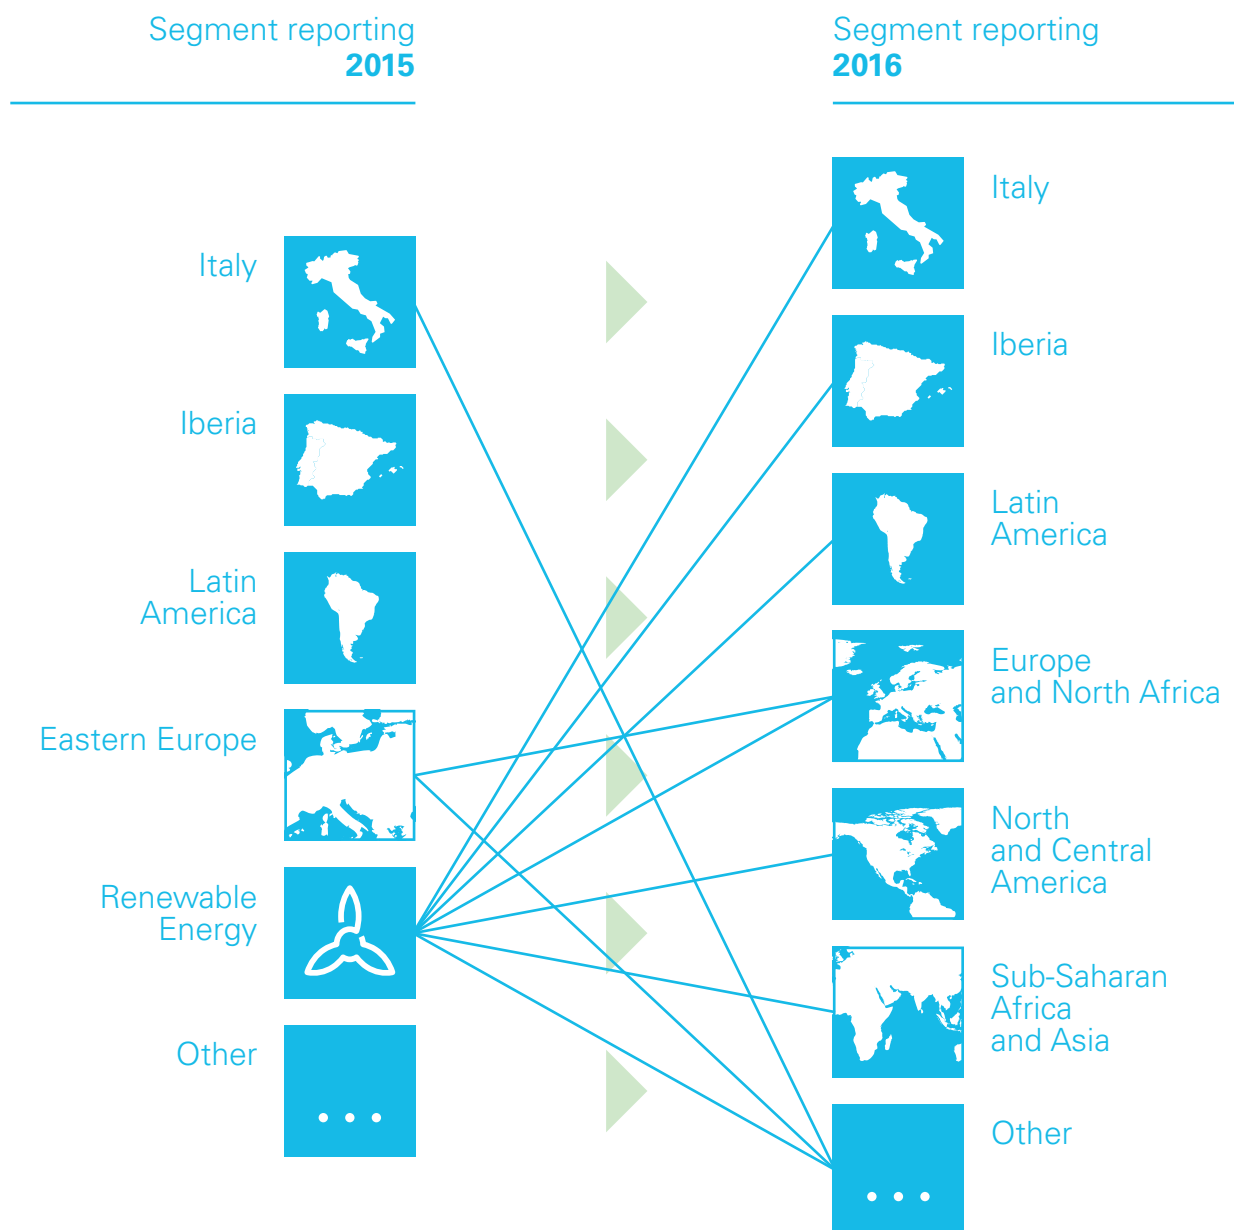 Segment reporting
2015
Italy
Iberia
Latin
America
Eastern Europe
Renewable
Energy
Other
Segment reporting
2016
Italy
Iberia
Latin
America
Europe
and North Africa
North
and Central
America
Sub-Saharan
Africa
and Asia
Other